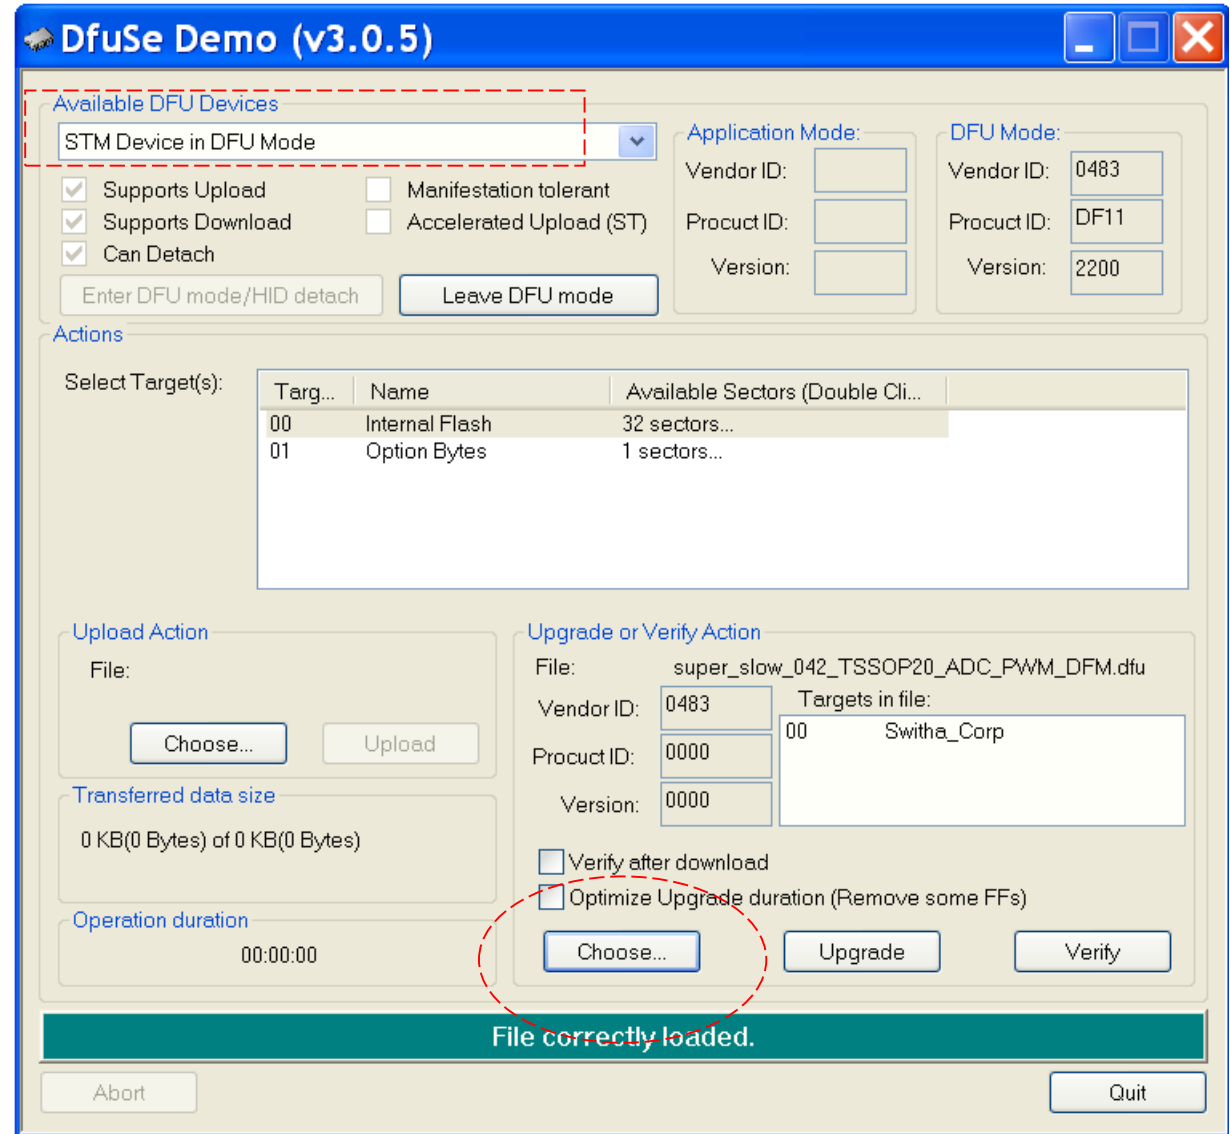 DfuSe Demo (v3.0.5)
Available DFU Devices
STM Device in DFU Mode
Supports Upload
Manifestation tolerant
Supports Download
Accelerated Upload (ST)
Can Detach
Enter DFU mode/HID detach
Leave DFU mode
Application Mode:
Vendor ID:
Procuct ID:
Version:
DFU Mode:
Vendor ID: 0483
Procuct ID: DF11
Version: 2200
Actions
Select Target(s):
Targ... Name Available Sectors (Double Cli...
00 Internal Flash 32 sectors...
01 Option Bytes 1 sectors...
Upload Action
File:
Choose... Upload
Transferred data size
0 KB(0 Bytes) of 0 KB(0 Bytes)
Operation duration
00:00:00
Upgrade or Verify Action
File: super_slow_042_TSSOP20_ADC_PWM_DFM.dfu
Vendor ID: 0483
Procuct ID: 0000
Version: 0000
Targets in file:
00 Switha_Corp
Verify after download
Optimize Upgrade duration (Remove some FFs)
Choose... Upgrade Verify
File correctly loaded.
Abort Quit